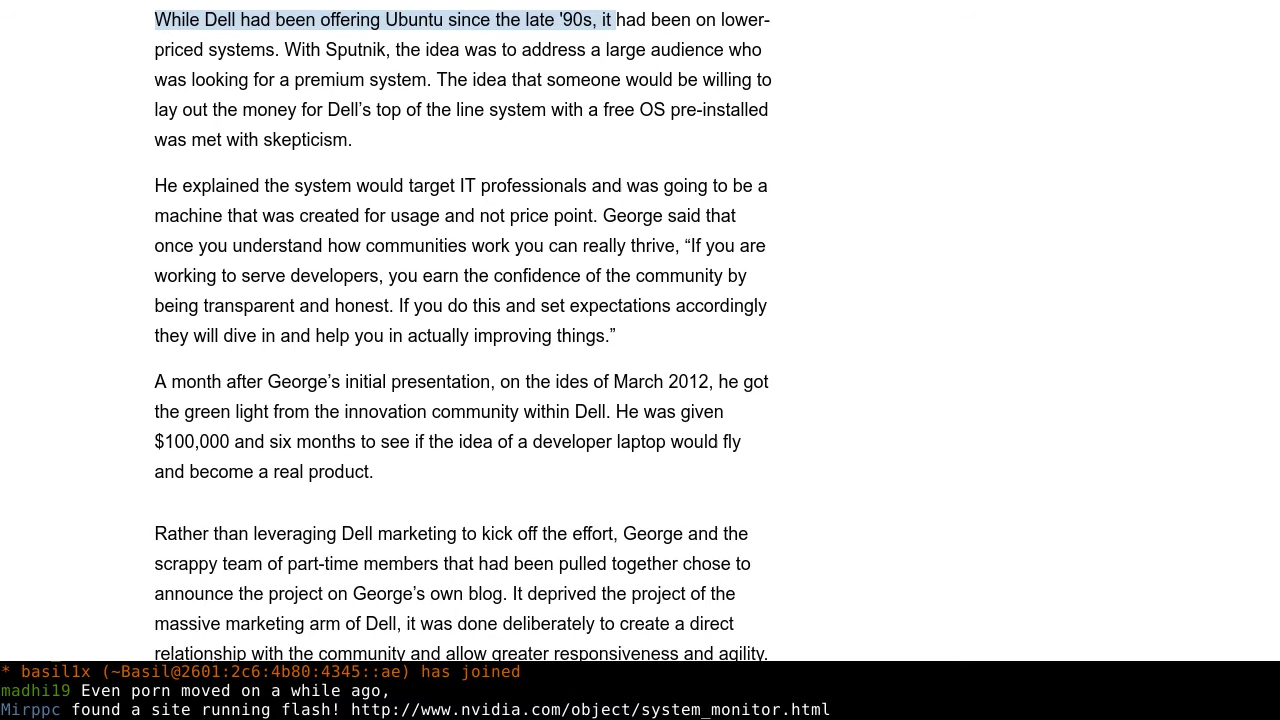 While Dell had been offering Ubuntu since the late '90s, it had been on lower-
priced systems. With Sputnik, the idea was to address a large audience who
was looking for a premium system. The idea that someone would be willing to
lay out the money for Dell’s top of the line system with a free OS pre-installed
was met with skepticism.
He explained the system would target IT professionals and was going to be a
machine that was created for usage and not price point. George said that
once you understand how communities work you can really thrive, “If you are
working to serve developers, you earn the confidence of the community by
being transparent and honest. If you do this and set expectations accordingly
they will dive in and help you in actually improving things.”
A month after George’s initial presentation, on the ides of March 2012, he got
the green light from the innovation community within Dell. He was given
$100,000 and six months to see if the idea of a developer laptop would fly
and become a real product.
Rather than leveraging Dell marketing to kick off the effort, George and the
scrappy team of part-time members that had been pulled together chose to
announce the project on George’s own blog. It deprived the project of the
massive marketing arm of Dell, it was done deliberately to create a direct
relationship with the community and allow greater responsiveness and agility.
* basil1x (~Basil@2601:2c6:4b80:4345::ae) has joined
madhi19 Even porn moved on a while ago,
Mirppc found a site running flash! http://www.nvidia.com/object/system_monitor.html